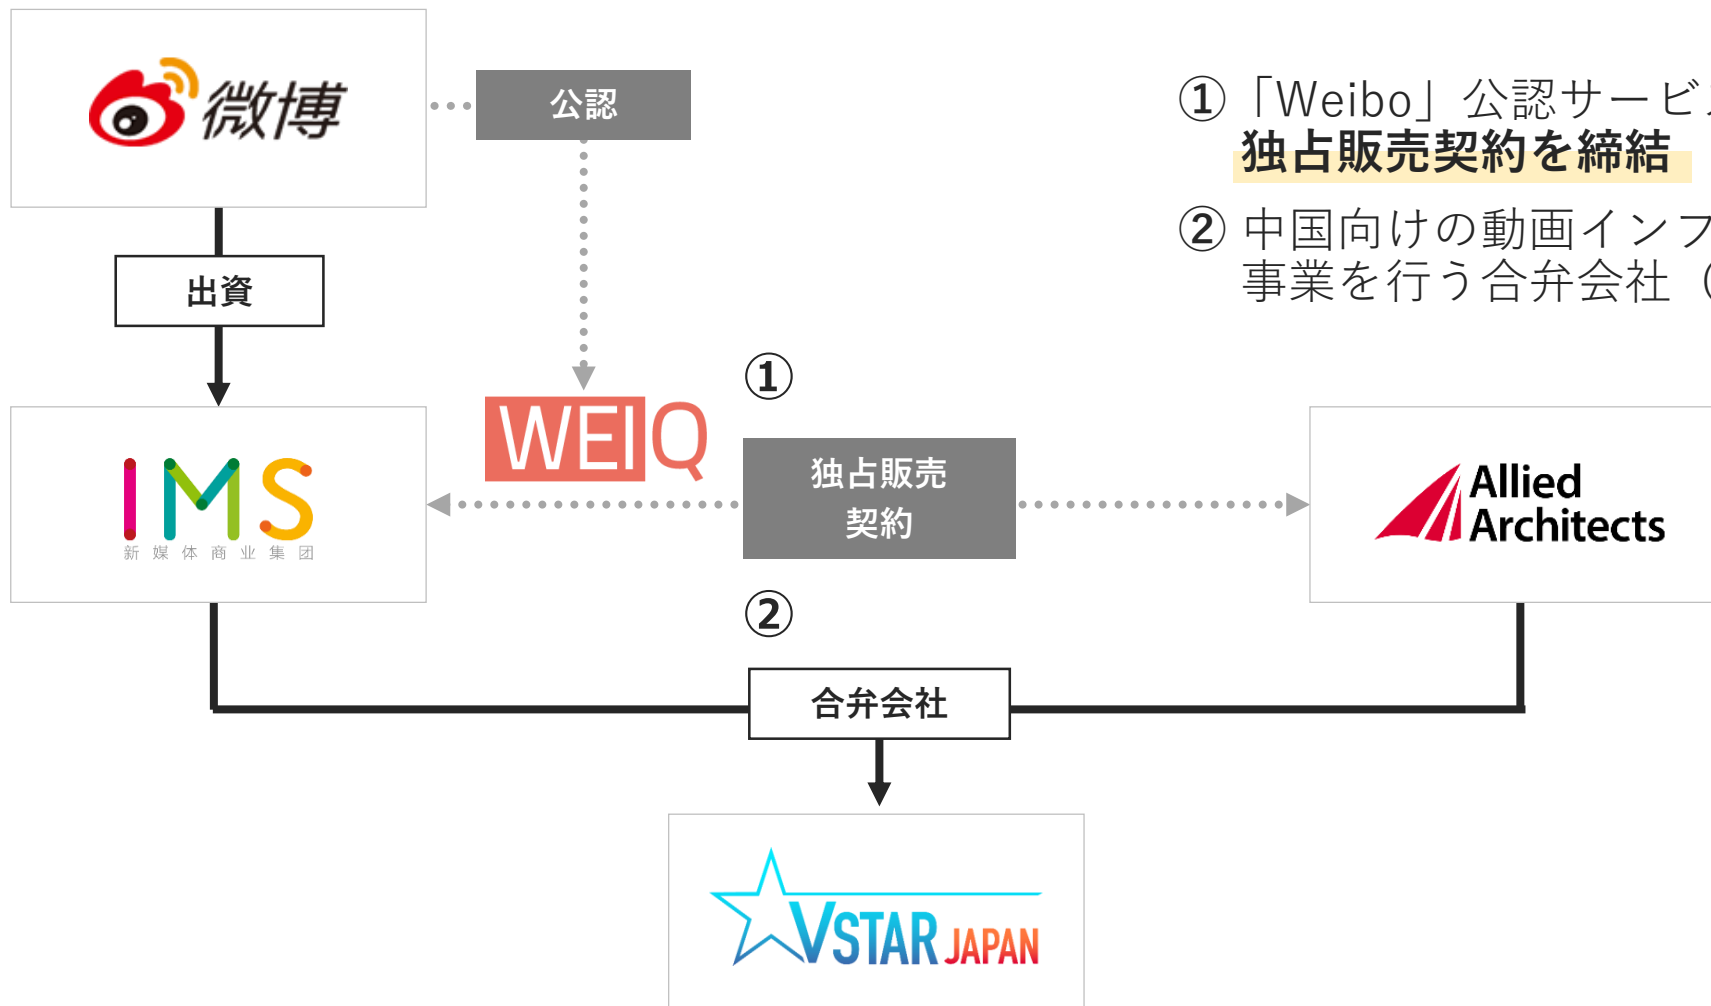 微博
公認
①「Weibo」公認サービス
独占販売契約を締結
② 中国向けの動画インフ
事業を行う合弁会社（
出資
①
WEIQ
IMS
新媒体商业集团
独占販売
契約
Allied
Architects
②
合弁会社
VSTAR JAPAN